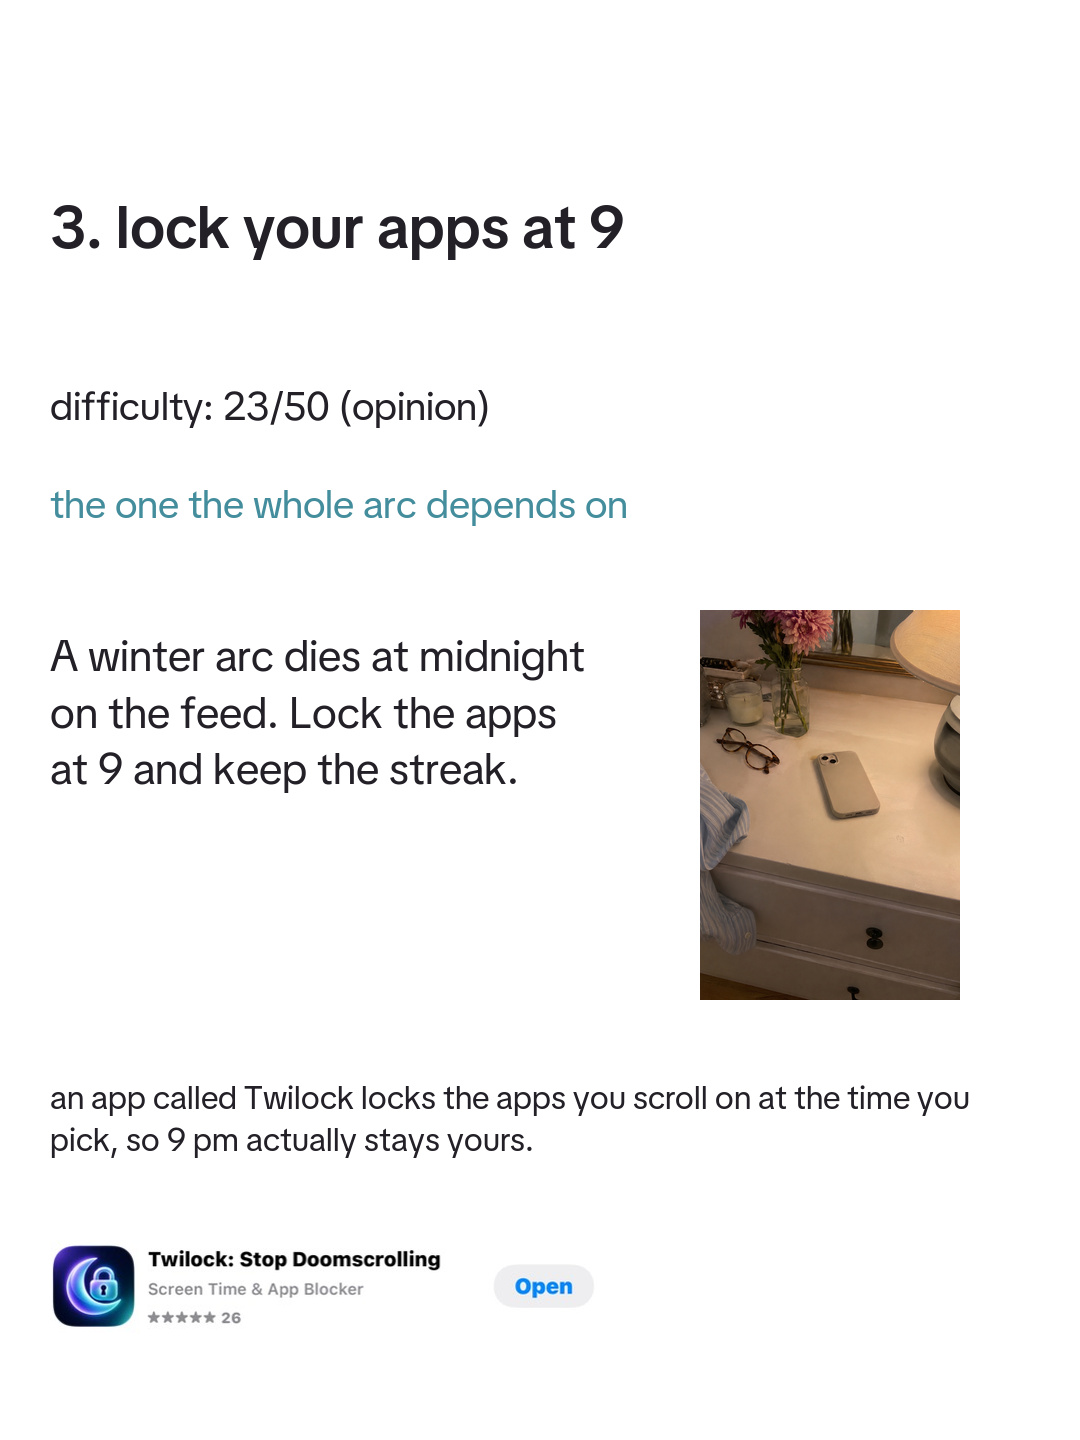 3. lock your apps at 9
difficulty: 23/50 (opinion)
the one the whole arc depends on
A winter arc dies at midnight
on the feed. Lock the apps
at 9 and keep the streak.
an app called Twilock locks the apps you scroll on at the time you
pick, so 9 pm actually stays yours.
Twilock: Stop Doomscrolling
Screen Time & App Blocker
★★★★★ 26
Open